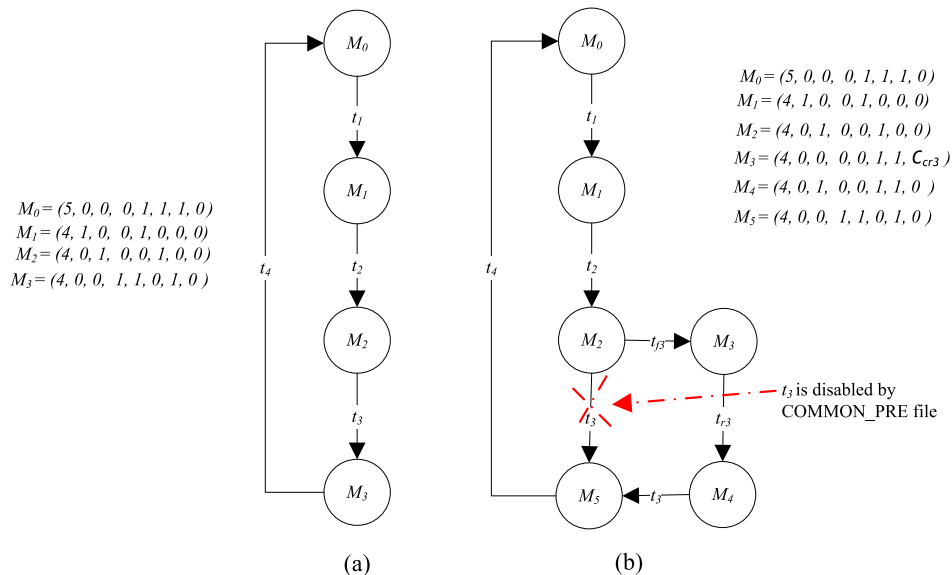 M0
t1
M1
t2
M2
t3
M3
t4
M0 = (5, 0, 0, 0, 1, 1, 1, 0)
M1 = (4, 1, 0, 0, 1, 0, 0, 0)
M2 = (4, 0, 1, 0, 0, 1, 0, 0)
M3 = (4, 0, 0, 1, 1, 0, 1, 0 )
(a)
M0
t1
M1
t2
t4
M2
tf3
M3
t3
tr3
M5
t3
M4
t3 is disabled by
COMMON_PRE file
M0 = (5, 0, 0, 0, 1, 1, 1, 0)
M1 = (4, 1, 0, 0, 1, 0, 0, 0)
M2 = (4, 0, 1, 0, 0, 1, 0, 0)
M3 = (4, 0, 0, 0, 0, 1, 1, Ccr3 )
M4 = (4, 0, 1, 0, 0, 1, 1, 0 )
M5 = (4, 0, 0, 1, 1, 0, 1, 0 )
(b)